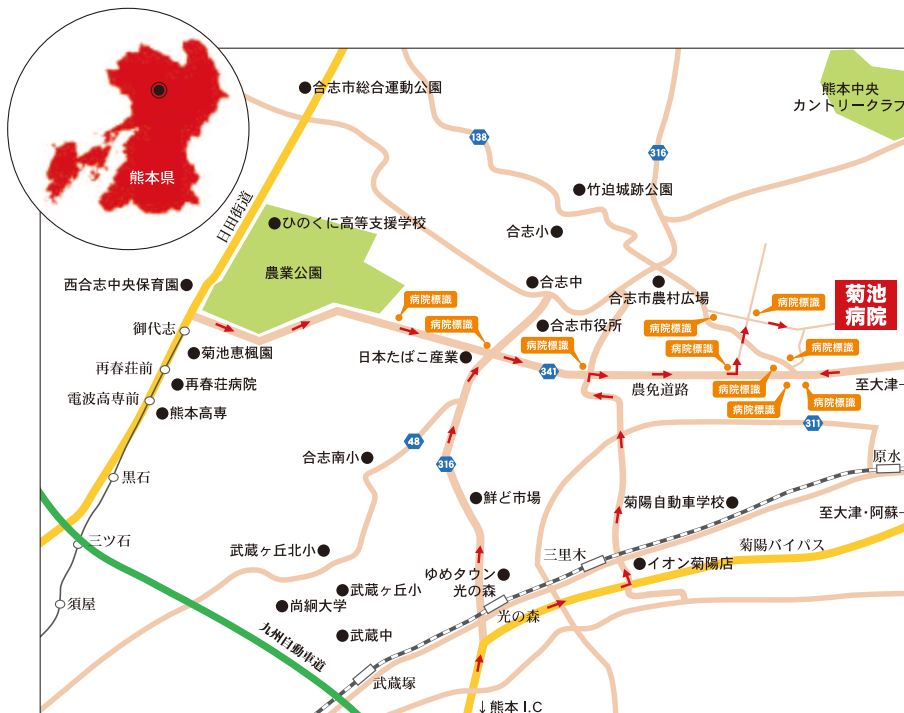 熊本県
合志市総合運動公園
熊本中央
カントリークラブ
138
316
竹迫城跡公園
日田街道
ひのくに高等支援学校
合志小
農業公園
西合志中央保育園
合志中
合志市農村広場
菊池
病院
病院標識
病院標識
病院標識
病院標識
病院標識
病院標識
病院標識
病院標識
病院標識
病院標識
御代志
合志市役所
菊池恵楓園
日本たばこ産業
再春荘前
再春荘病院
341
農免道路
至大津
電波高専前
熊本高専
311
48
合志南小
316
原水
黒石
鮮ど市場
菊陽自動車学校
至大津・阿蘇
三ツ石
武蔵ヶ丘北小
三里木
菊陽バイパス
ゆめタウン
光の森
イオン菊陽店
須屋
武蔵ヶ丘小
尚絅大学
光の森
武蔵中
九州自動車道
武蔵塚
↓熊本 I.C